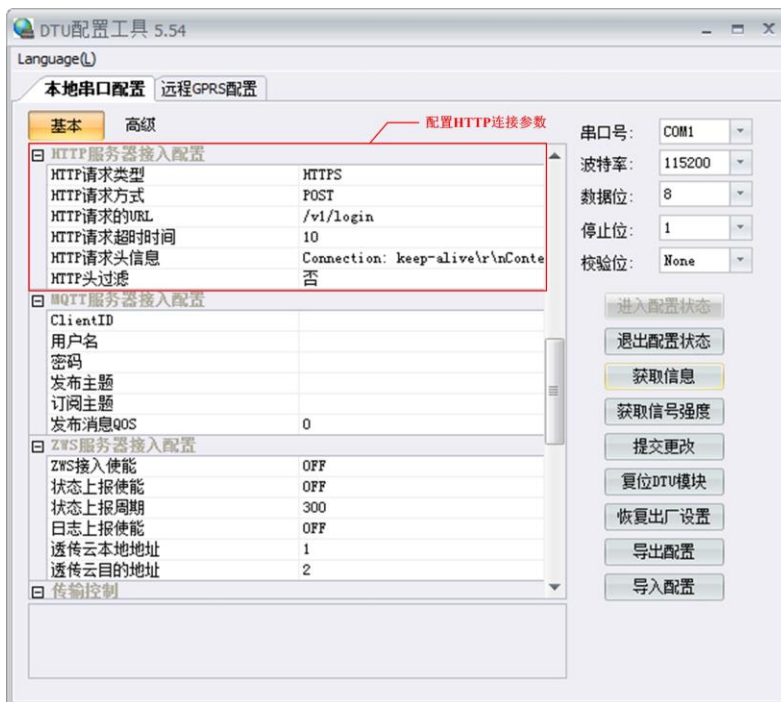 DTU配置工具 5.54
Language(L)
本地串口配置 远程GPRS配置
基本 高级
配置HTTP连接参数
HTTP服务器接入配置
HTTP请求类型 HTTPS
HTTP请求方式 POST
HTTP请求的URL /v1/login
HTTP请求超时时间 10
HTTP请求头信息 Connection: keep-alive\r\nConte
HTTP头过滤 否
MQTT服务器接入配置
ClientID
用户名
密码
发布主题
订阅主题
发布消息QOS 0
ZWS服务器接入配置
ZWS接入使能 OFF
状态上报使能 OFF
状态上报周期 300
日志上报使能 OFF
透传云本地地址 1
透传云目的地址 2
传输控制
串口号: COM1
波特率: 115200
数据位: 8
停止位: 1
校验位: None
进入配置状态
退出配置状态
获取信息
获取信号强度
提交更改
复位DTU模块
恢复出厂设置
导出配置
导入配置